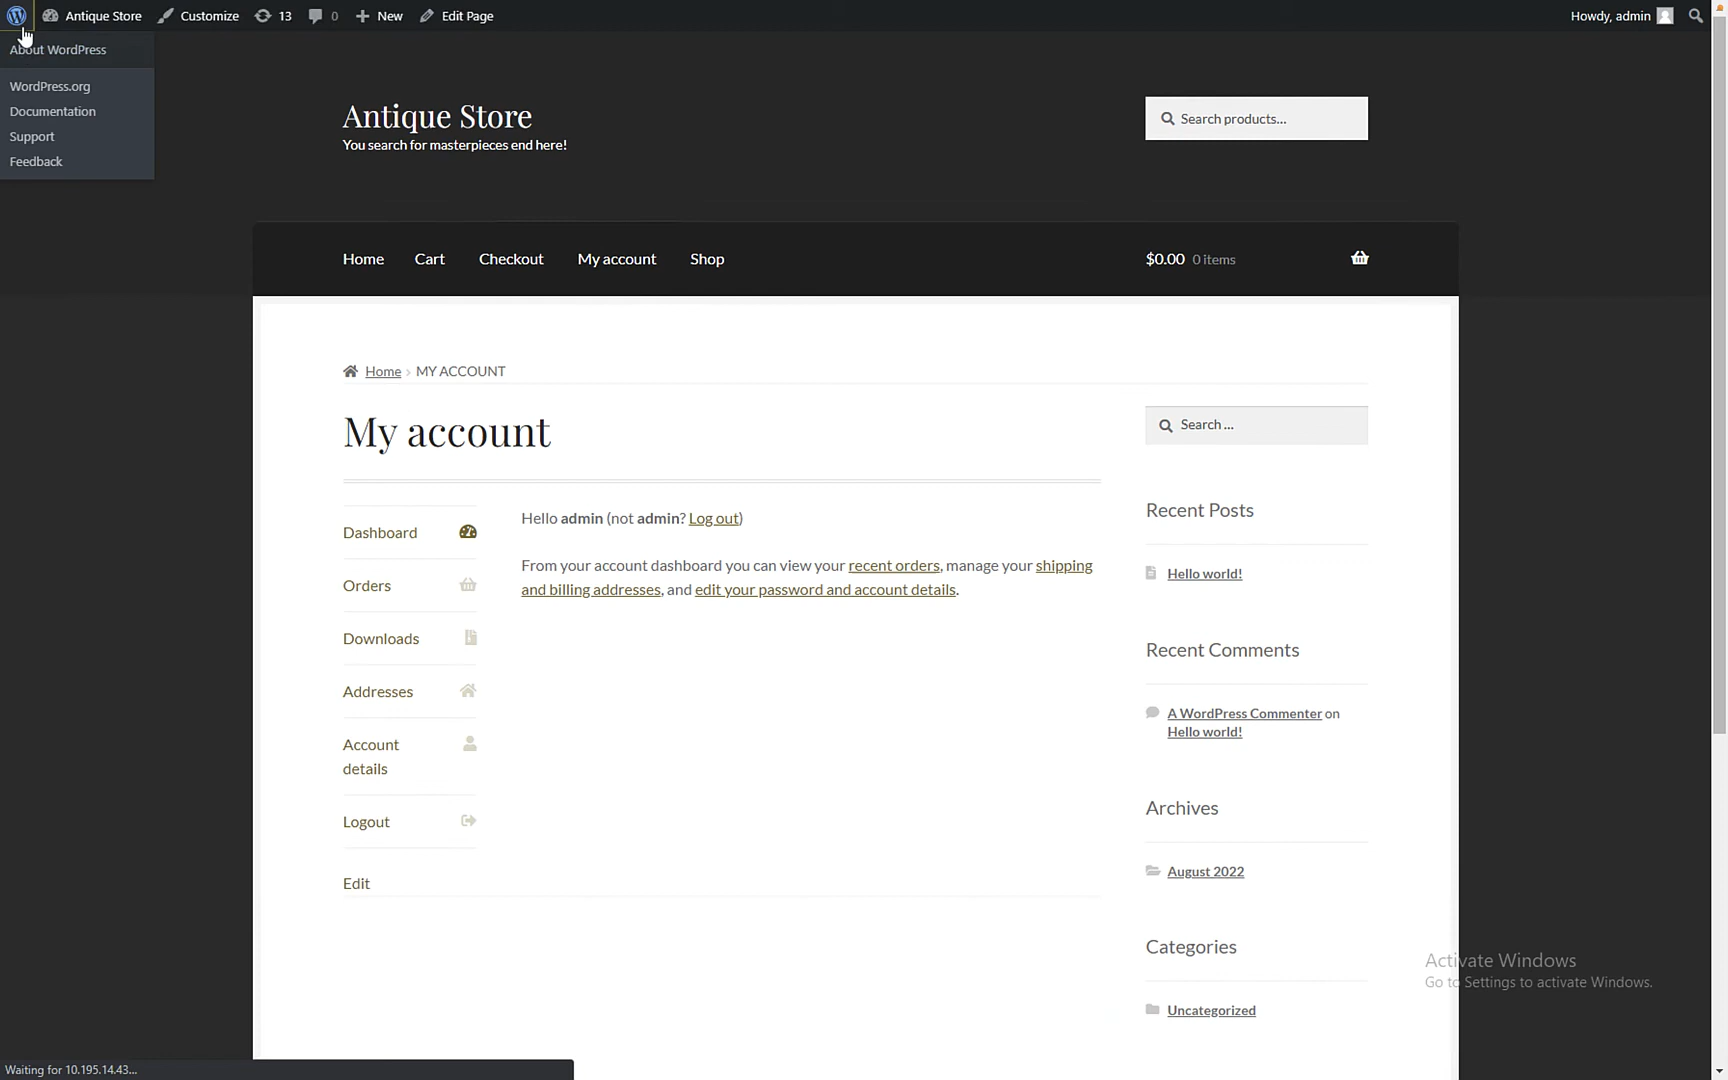 Antique Store
Customize
13
0
New
Edit Page
Howdy, admin
About WordPress
WordPress.org
Documentation
Support
Feedback
Antique Store
You search for masterpieces end here!
Search products...
Home
Cart
Checkout
My account
Shop
$0.00 0 items
Home › MY ACCOUNT
My account
Dashboard
Orders
Downloads
Addresses
Account
details
Logout
Edit
Hello admin (not admin? Log out)
From your account dashboard you can view your recent orders, manage your shipping
and billing addresses, and edit your password and account details.
Search ...
Recent Posts
Hello world!
Recent Comments
A WordPress Commenter on
Hello world!
Archives
August 2022
Categories
Uncategorized
Activate Windows
Go to Settings to activate Windows.
Waiting for 10.195.14.43...